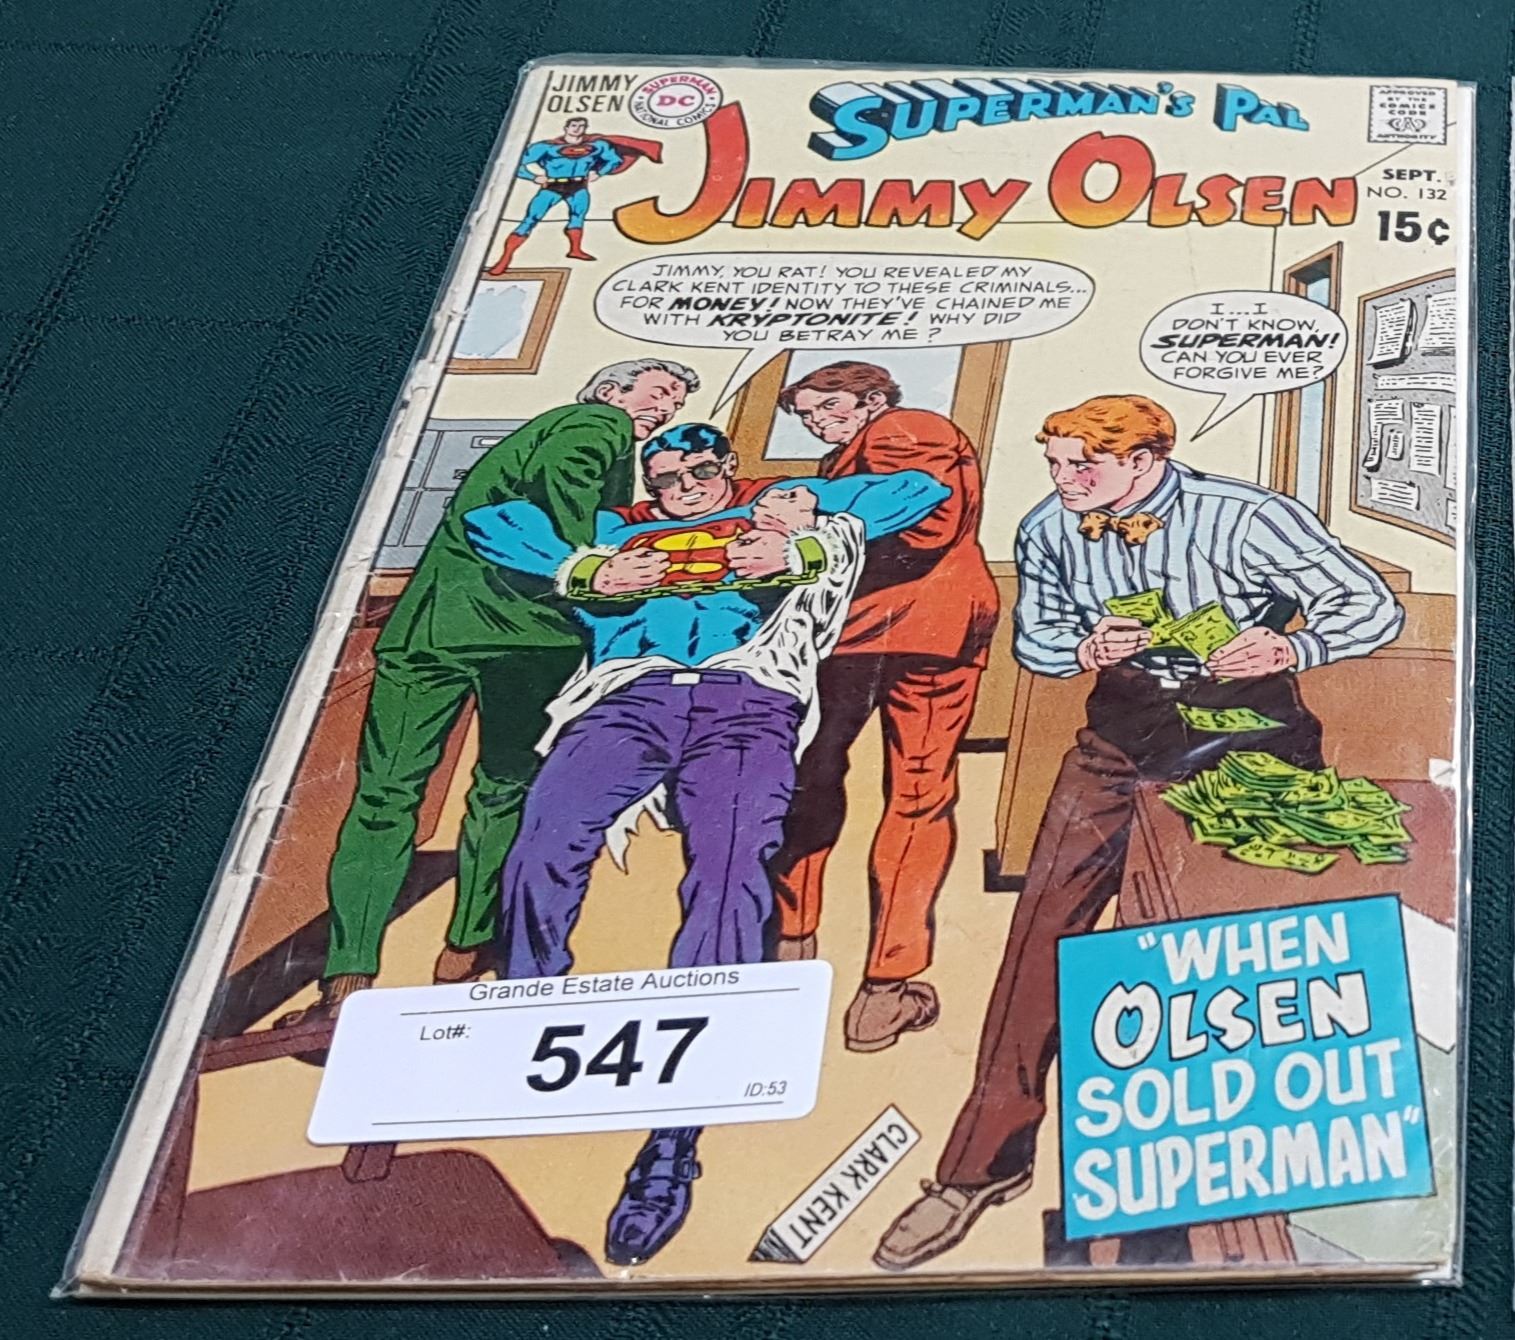 JIMMY
OLSEN
SUPERMAN
DC
NATIONAL COMICS
SUPERMAN'S PAL
JIMMY OLSEN
APPROVED
BY THE
COMICS
CODE
CA
AUTHORITY
SEPT.
NO. 132
15¢
JIMMY, YOU RAT! YOU REVEALED MY
CLARK KENT IDENTITY TO THESE CRIMINALS...
FOR MONEY! NOW THEY'VE CHAINED ME
WITH KRYPTONITE! WHY DID
YOU BETRAY ME?
I...I
DON'T KNOW,
SUPERMAN!
CAN YOU EVER
FORGIVE ME?
S
Grande Estate Auctions
Lot#:
547
ID:53
CLARK KENT
"WHEN
OLSEN
SOLD OUT
SUPERMAN"